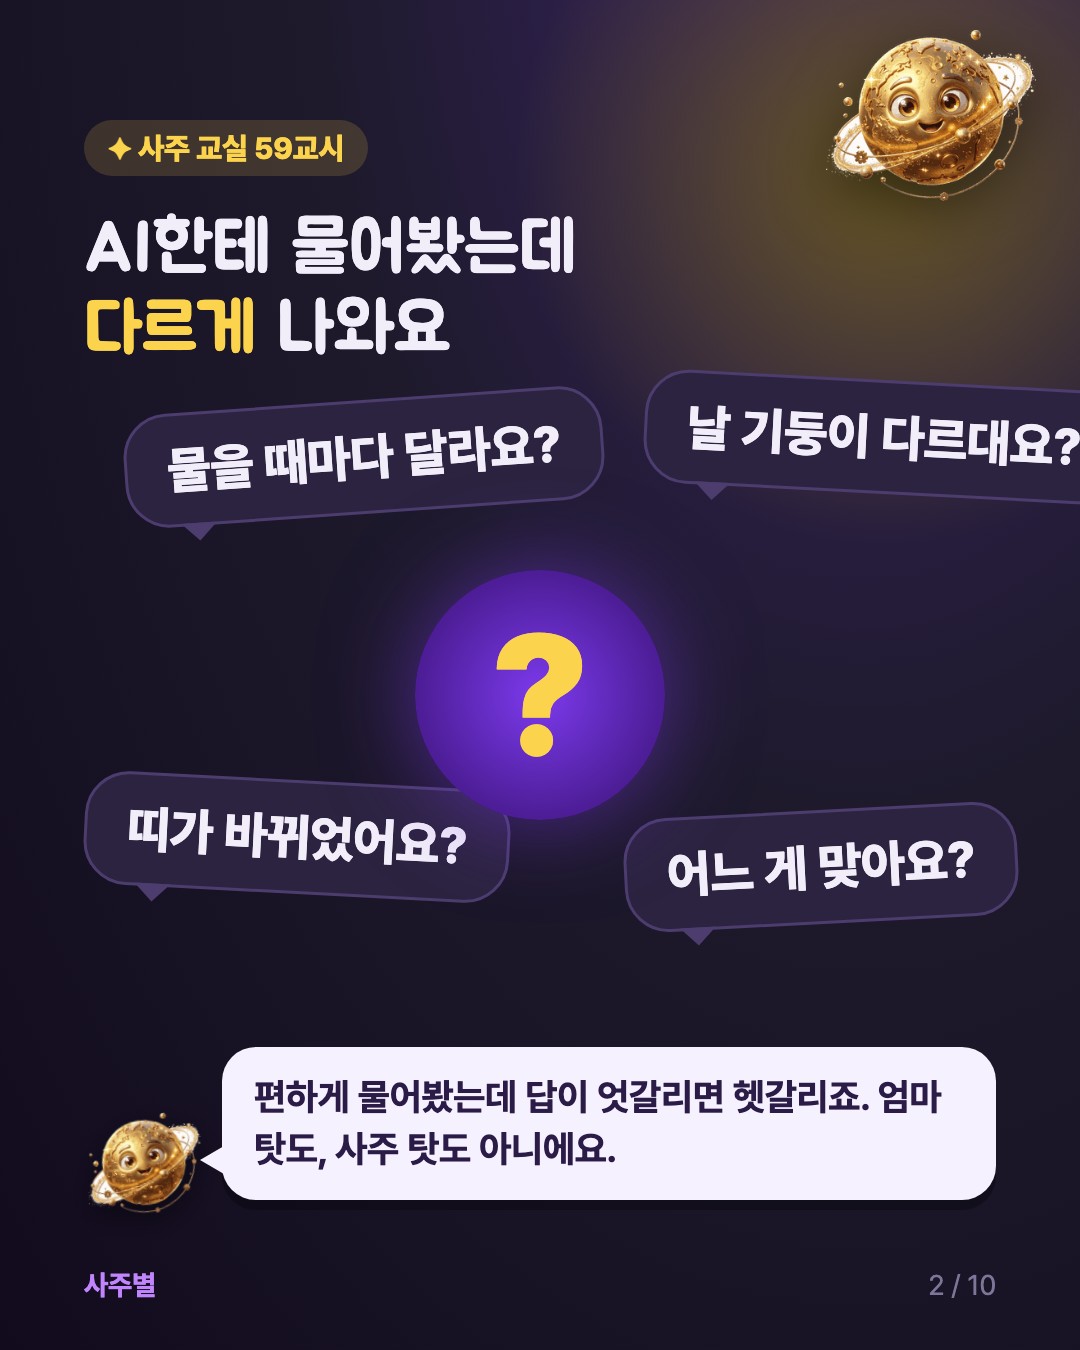 ✦ 사주 교실 59교시
AI한테 물어봤는데
다르게 나와요
물을 때마다 달라요?
날 기둥이 다르대요?
?
띠가 바뀌었어요?
어느 게 맞아요?
편하게 물어봤는데 답이 엇갈리면 헷갈리죠. 엄마
탓도, 사주 탓도 아니에요.
사주별
2 / 10